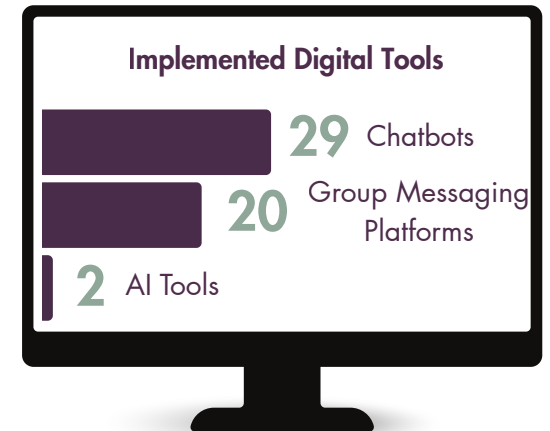 Implemented Digital Tools
29 Chatbots
20 Group Messaging
Platforms
2 AI Tools